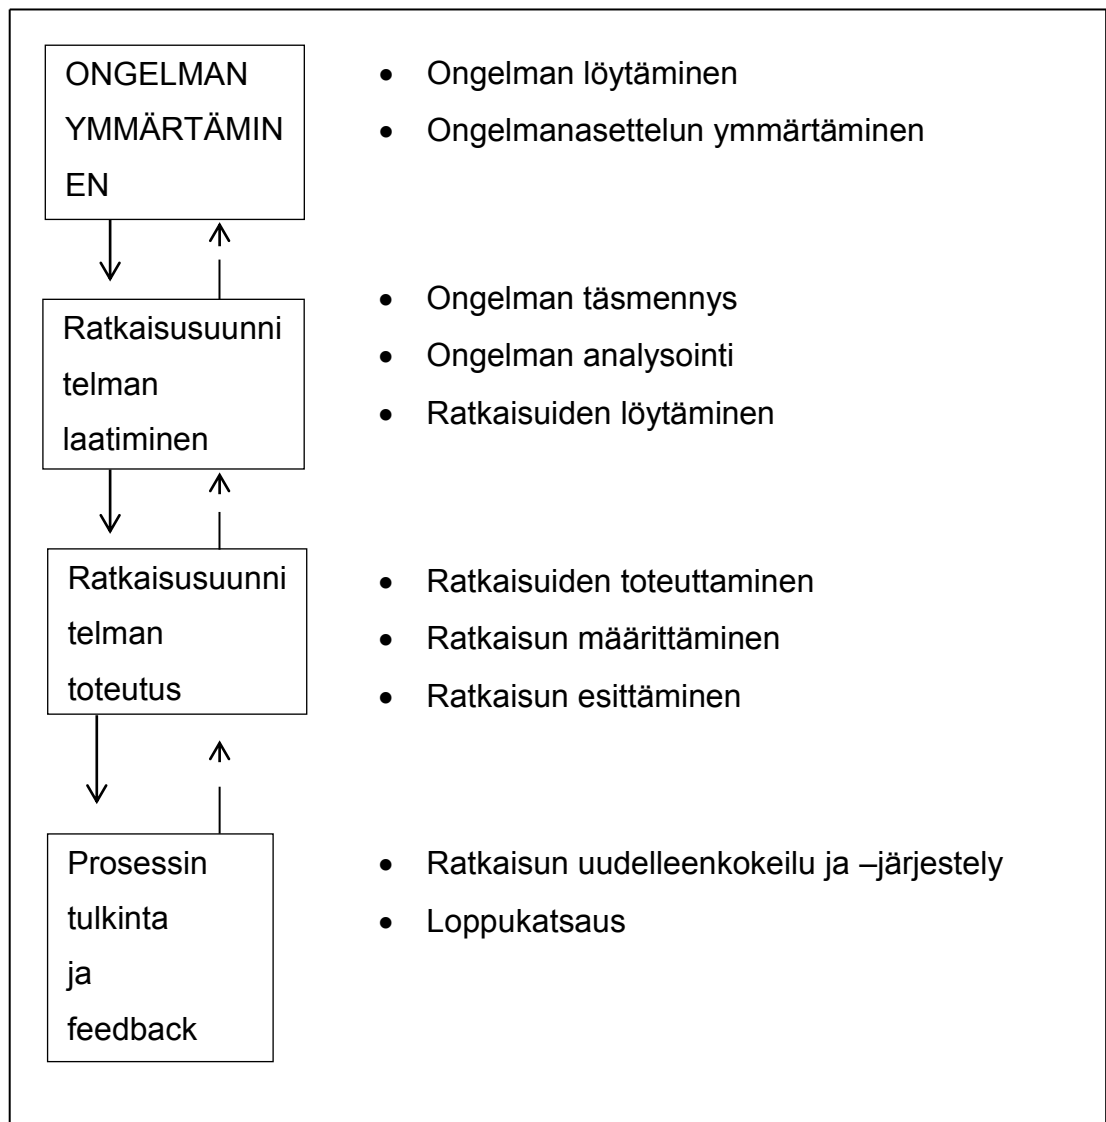 ONGELMAN
YMMÄRTÄMIN
EN
• Ongelman löytäminen
• Ongelmanasettelun ymmärtäminen
Ratkaisusuunni
telman
laatiminen
• Ongelman täsmennys
• Ongelman analysointi
• Ratkaisuiden löytäminen
Ratkaisusuunni
telman
toteutus
• Ratkaisuiden toteuttaminen
• Ratkaisun määrittäminen
• Ratkaisun esittäminen
Prosessin
tulkinta
ja
feedback
• Ratkaisun uudelleenkokeilu ja –järjestely
• Loppukatsaus